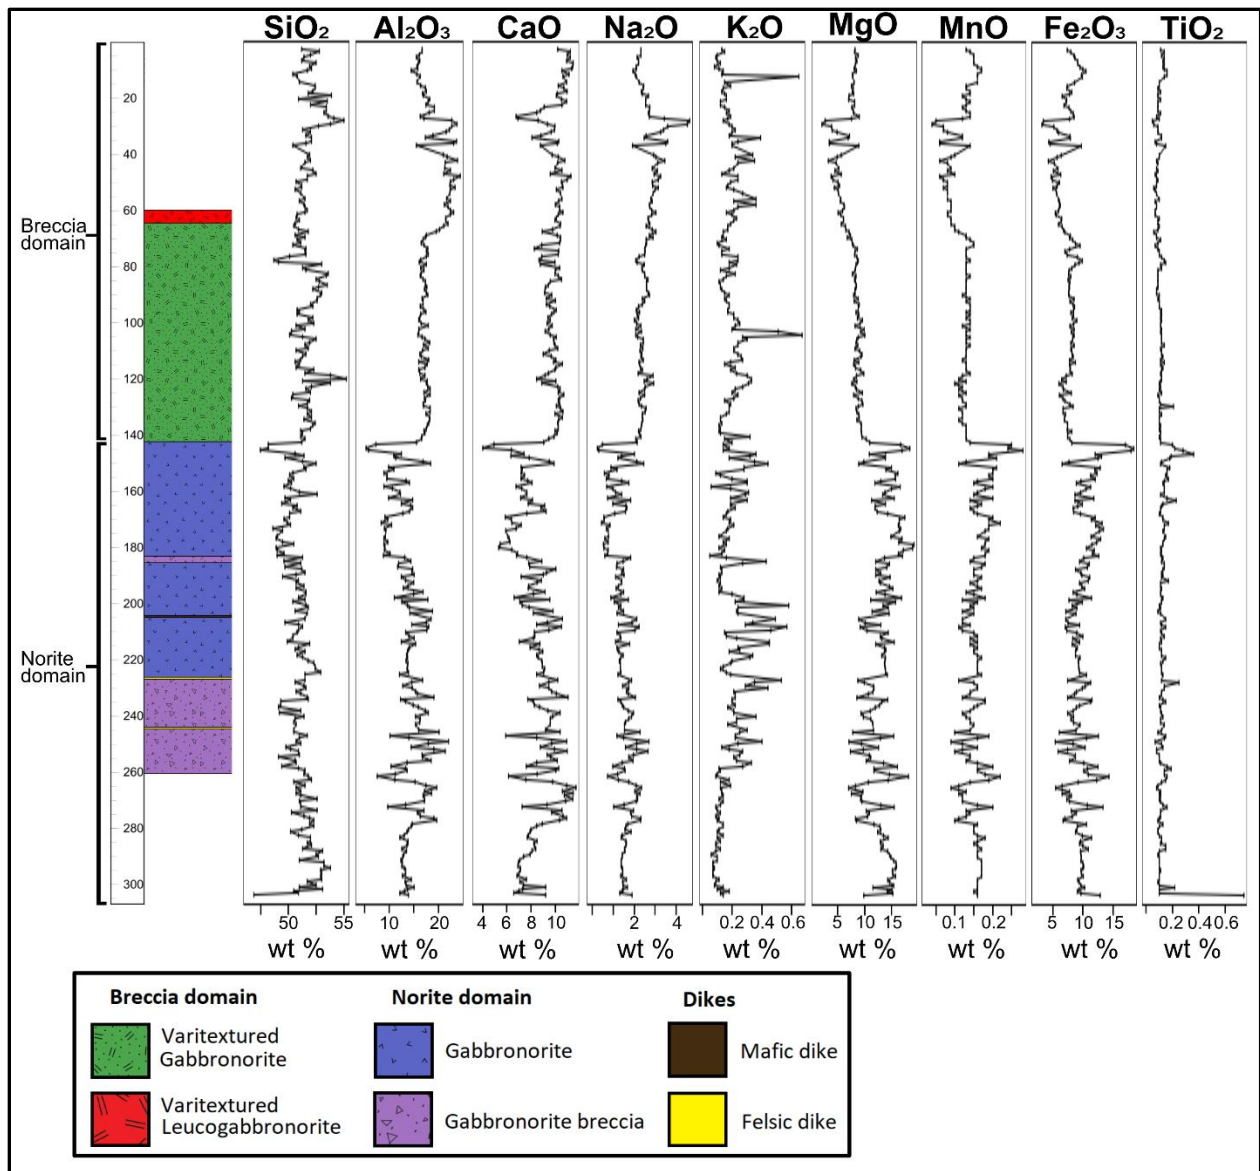 SiO₂ Al₂O₃ CaO Na₂O K₂O MgO MnO Fe₂O₃ TiO₂
20
40
60
Breccia
domain
80
100
120
140
160
180
200
Norite
domain
220
240
260
280
300
50 55 10 20 4 6 8 10 2 4 0.2 0.4 0.6 5 10 15 0.1 0.2 5 10 15 0.2 0.4 0.6
wt % wt % wt % wt % wt % wt % wt % wt % wt %
Breccia domain Norite domain Dikes
Varitextured
Gabbronorite
Gabbronorite
Mafic dike
Varitextured
Leucogabbronorite
Gabbronorite breccia
Felsic dike